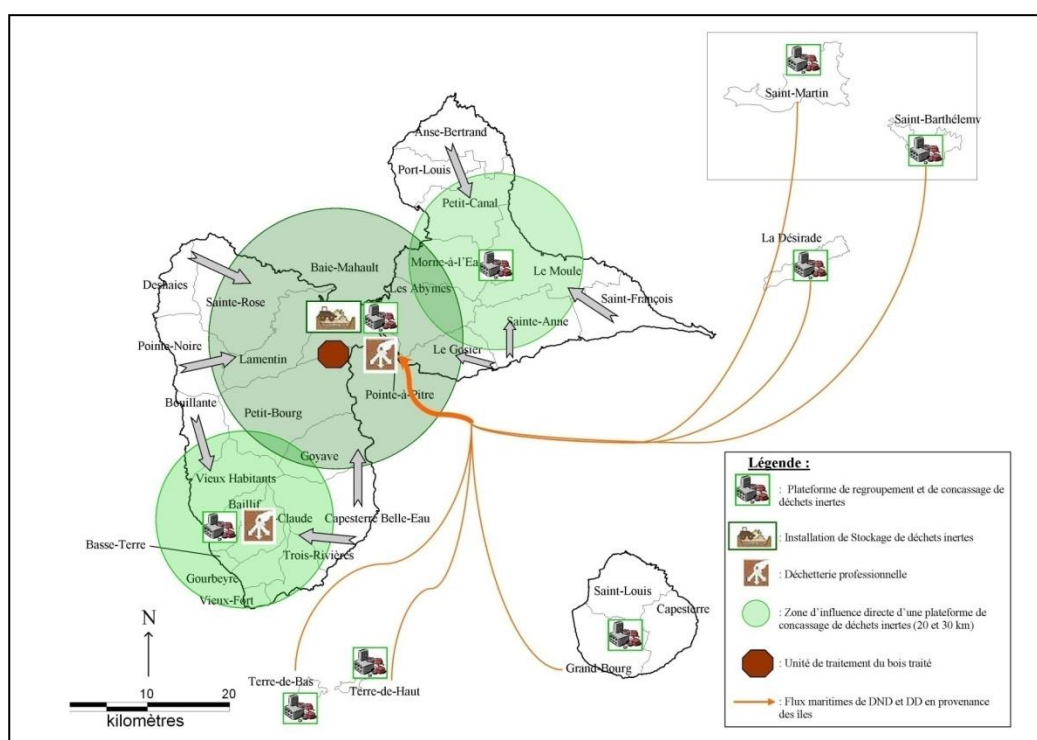 Saint-Martin
Saint-Barthélemy
Anse-Bertrand
Port-Louis
Petit-Canal
La Désirade
Morne-à-l'Ea
Baie-Mahault
Le Moule
Les Abymes
Deshaies
Sainte-Rose
Saint-François
Sainte-Anne
Pointe-Noire
Lamentin
Le Gosier
Pointe-à-Pitre
Bouillante
Petit-Bourg
Goyave
Vieux Habitants
Baillif
Claude
Capesterre Belle-Eau
Basse-Terre
Trois-Rivières
Gourbeyre
Vieux-Fort
Saint-Louis
Capesterre
Grand-Bourg
Terre-de-Bas
Terre-de-Haut
N
10
20
kilomètres
Légende :
: Plateforme de regroupement et de concassage de
déchets inertes
: Installation de Stockage de déchets inertes
: Déchetterie professionnelle
: Zone d'influence directe d'une plateforme de
concassage de déchets inertes (20 et 30 km)
: Unité de traitement du bois traité
: Flux maritimes de DND et DD en provenance
des îles